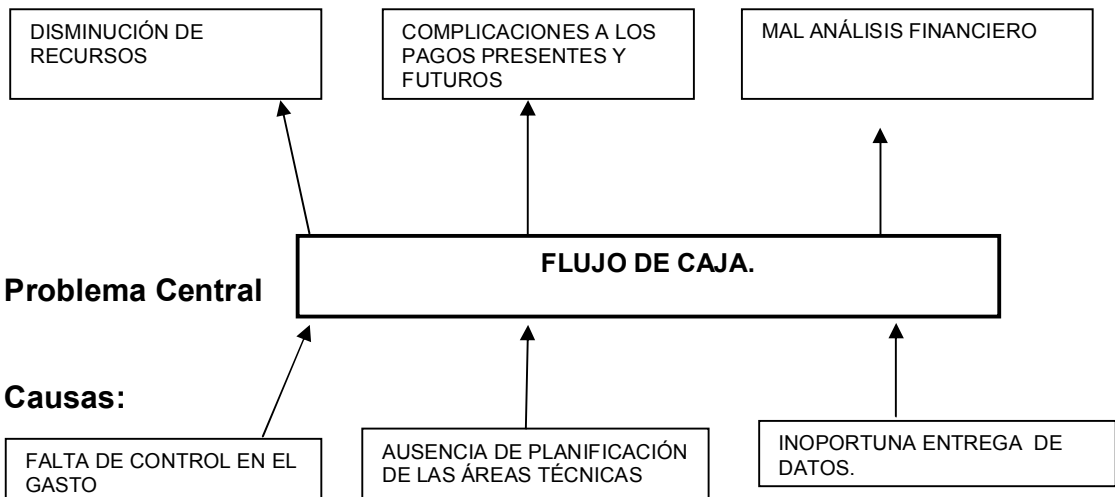 DISMINUCIÓN DE
RECURSOS
COMPLICACIONES A LOS
PAGOS PRESENTES Y
FUTUROS
MAL ANÁLISIS FINANCIERO
FLUJO DE CAJA.
Problema Central
Causas:
FALTA DE CONTROL EN EL
GASTO
AUSENCIA DE PLANIFICACIÓN
DE LAS ÁREAS TÉCNICAS
INOPORTUNA ENTREGA DE
DATOS.